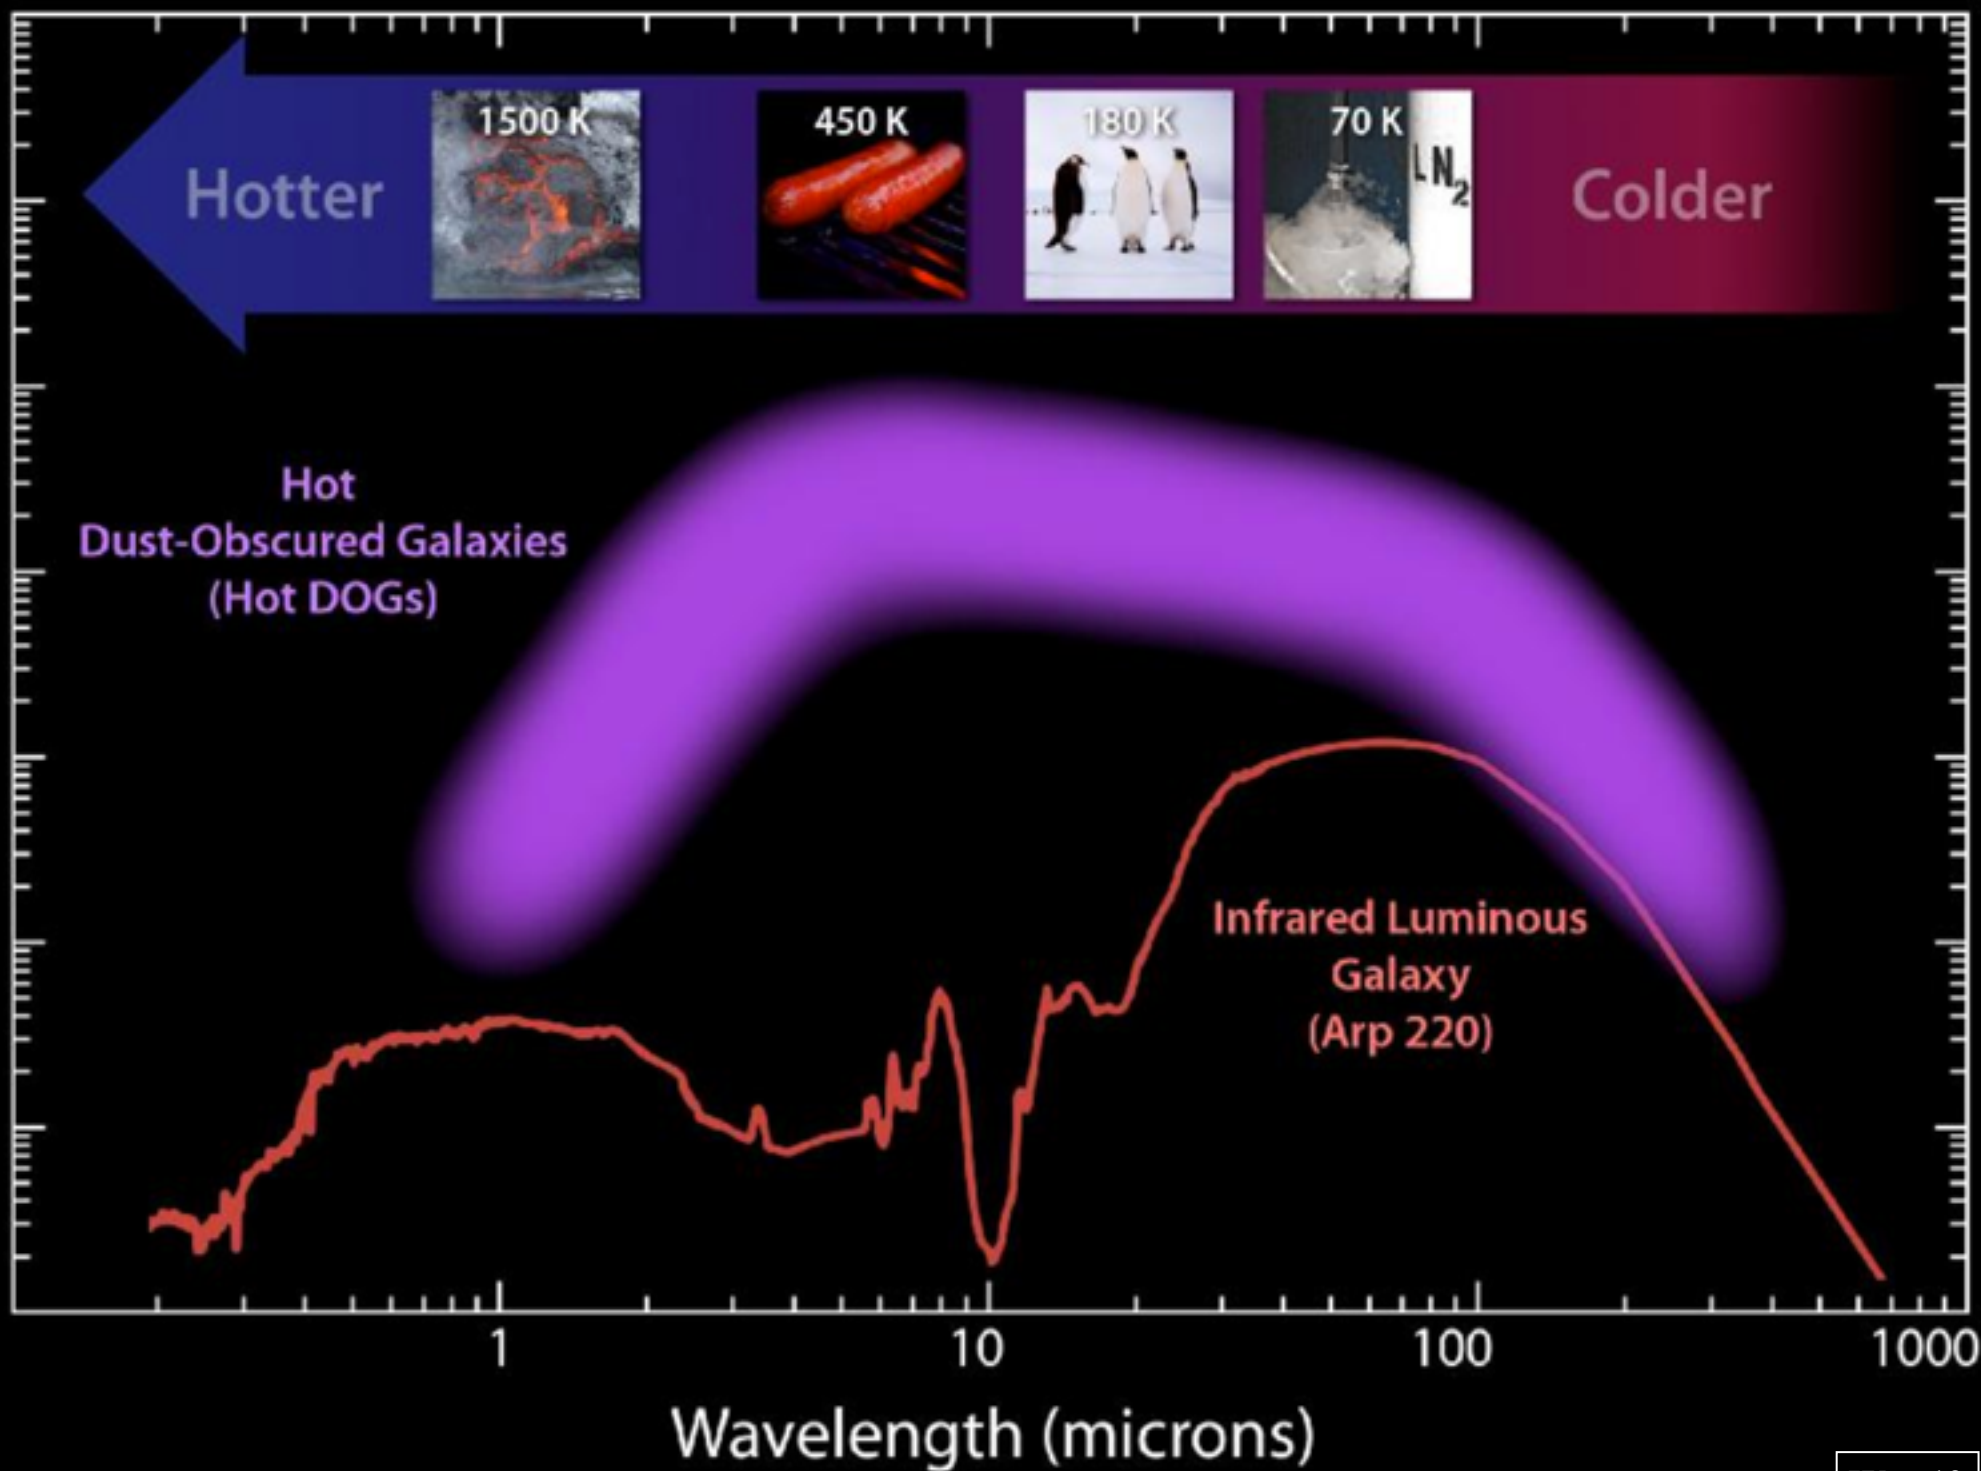 1500 K
450 K
180 K
70 K
LN2
Hotter
Colder
Hot
Dust-Obscured Galaxies
(Hot DOGs)
Infrared Luminous
Galaxy
(Arp 220)
1 10 100 1000
Wavelength (microns)